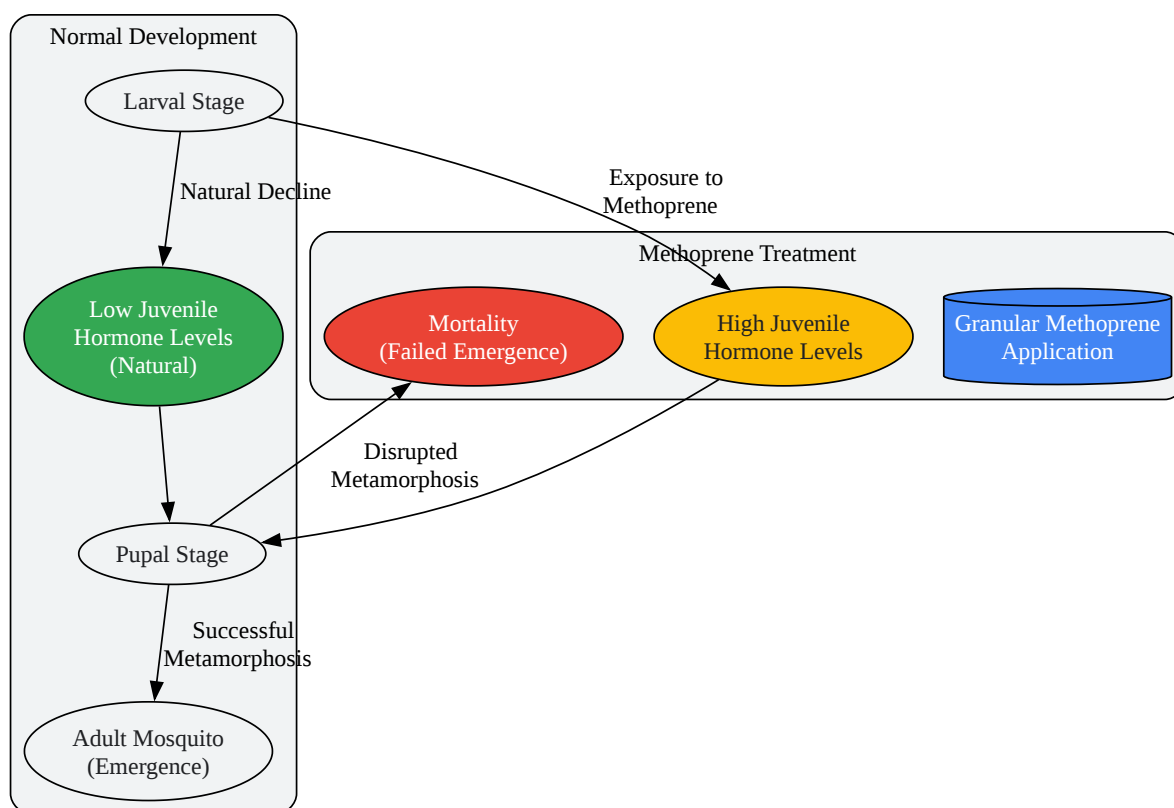 Normal Development
Larval Stage
Natural Decline
Exposure to
Methoprene
Methoprene Treatment
Low Juvenile
Hormone Levels
(Natural)
Mortality
(Failed Emergence)
High Juvenile
Hormone Levels
Granular Methoprene
Application
Disrupted
Metamorphosis
Pupal Stage
Successful
Metamorphosis
Adult Mosquito
(Emergence)